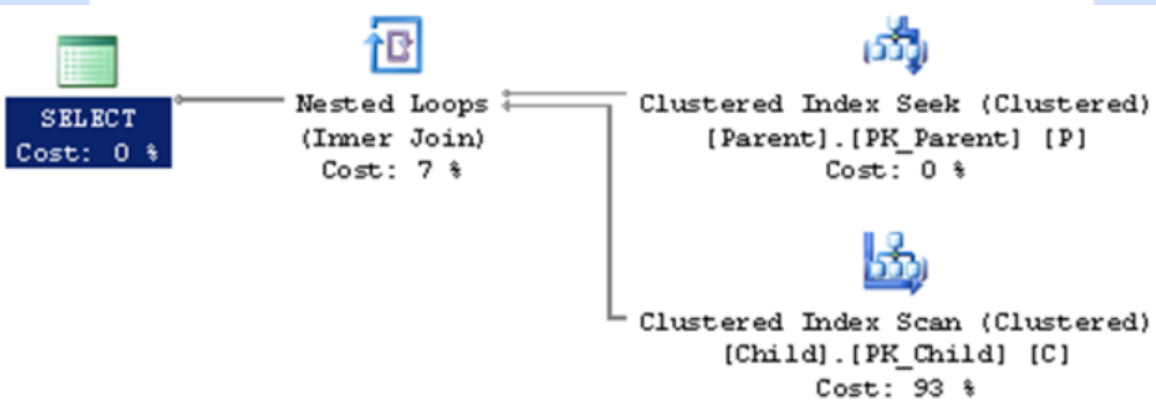 SELECT
Cost: 0 %
Nested Loops
(Inner Join)
Cost: 7 %
Clustered Index Seek (Clustered)
[Parent].[PK_Parent] [P]
Cost: 0 %
Clustered Index Scan (Clustered)
[Child].[PK_Child] [C]
Cost: 93 %